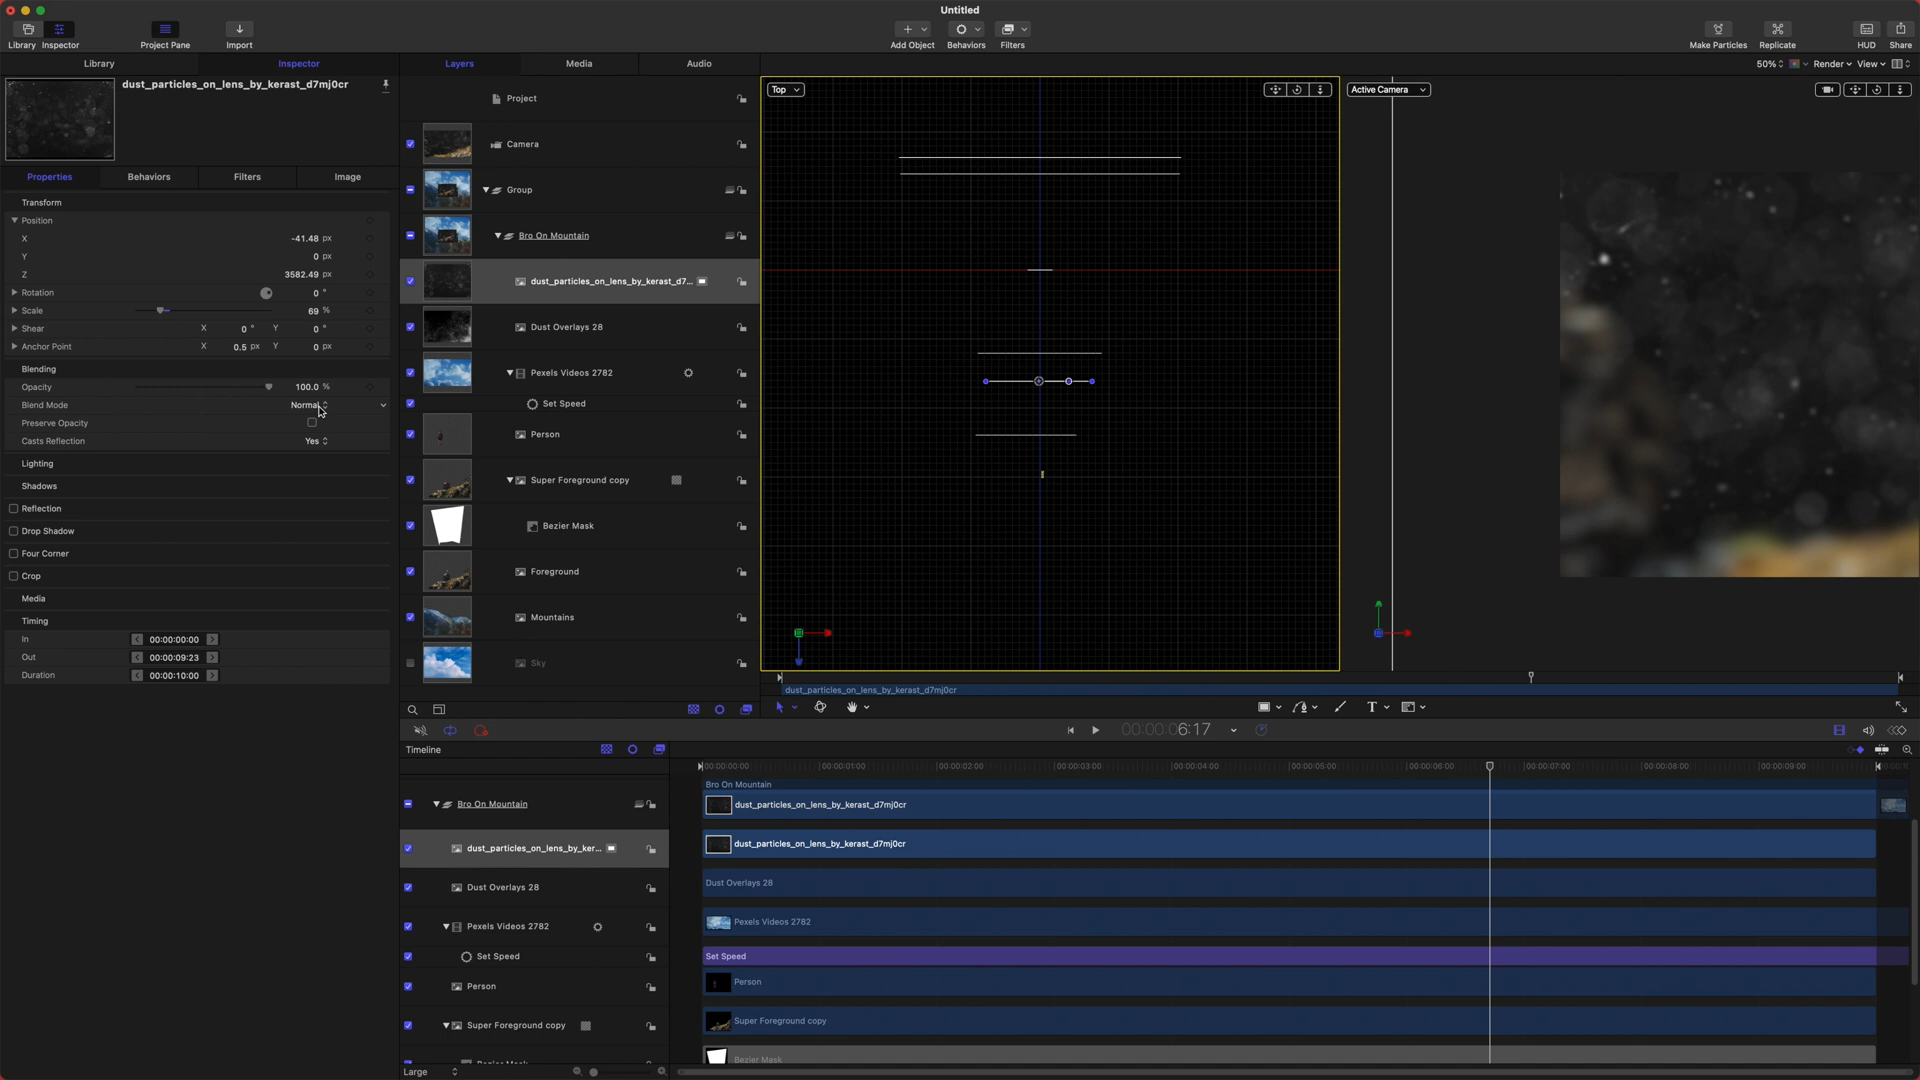 Untitled
Library
Inspector
Project Pane
Import
Add Object
Behaviors
Filters
Make Particles
Replicate
HUD
Share
Library
Inspector
Layers
Media
Audio
50%
Render
View
dust_particles_on_lens_by_kerast_d7mj0cr
Properties
Behaviors
Filters
Image
Transform
Position
X -41.48 px
Y 0 px
Z 3582.49 px
Rotation 0 °
Scale 69 %
Shear X 0 ° Y 0 °
Anchor Point X 0.5 px Y 0 px
Blending
Opacity 100.0 %
Blend Mode Normal
Preserve Opacity
Casts Reflection Yes
Lighting
Shadows
Reflection
Drop Shadow
Four Corner
Crop
Media
Timing
In 00:00:00:00
Out 00:00:09:23
Duration 00:00:10:00
Project
Camera
Group
Bro On Mountain
dust_particles_on_lens_by_kerast_d7...
Dust Overlays 28
Pexels Videos 2782
Set Speed
Person
Super Foreground copy
Bezier Mask
Foreground
Mountains
Sky
Top
Active Camera
dust_particles_on_lens_by_kerast_d7mj0cr
T
00:00:06:17
Timeline
00:00:00:00 00:00:01:00 00:00:02:00 00:00:03:00 00:00:04:00 00:00:05:00 00:00:06:00 00:00:07:00 00:00:08:00 00:00:09:00
Bro On Mountain
Bro On Mountain
dust_particles_on_lens_by_kerast_d7mj0cr
dust_particles_on_lens_by_ker...
dust_particles_on_lens_by_kerast_d7mj0cr
Dust Overlays 28
Dust Overlays 28
Pexels Videos 2782
Pexels Videos 2782
Set Speed
Set Speed
Person
Person
Super Foreground copy
Super Foreground copy
Bezier Mask
Bezier Mask
Large